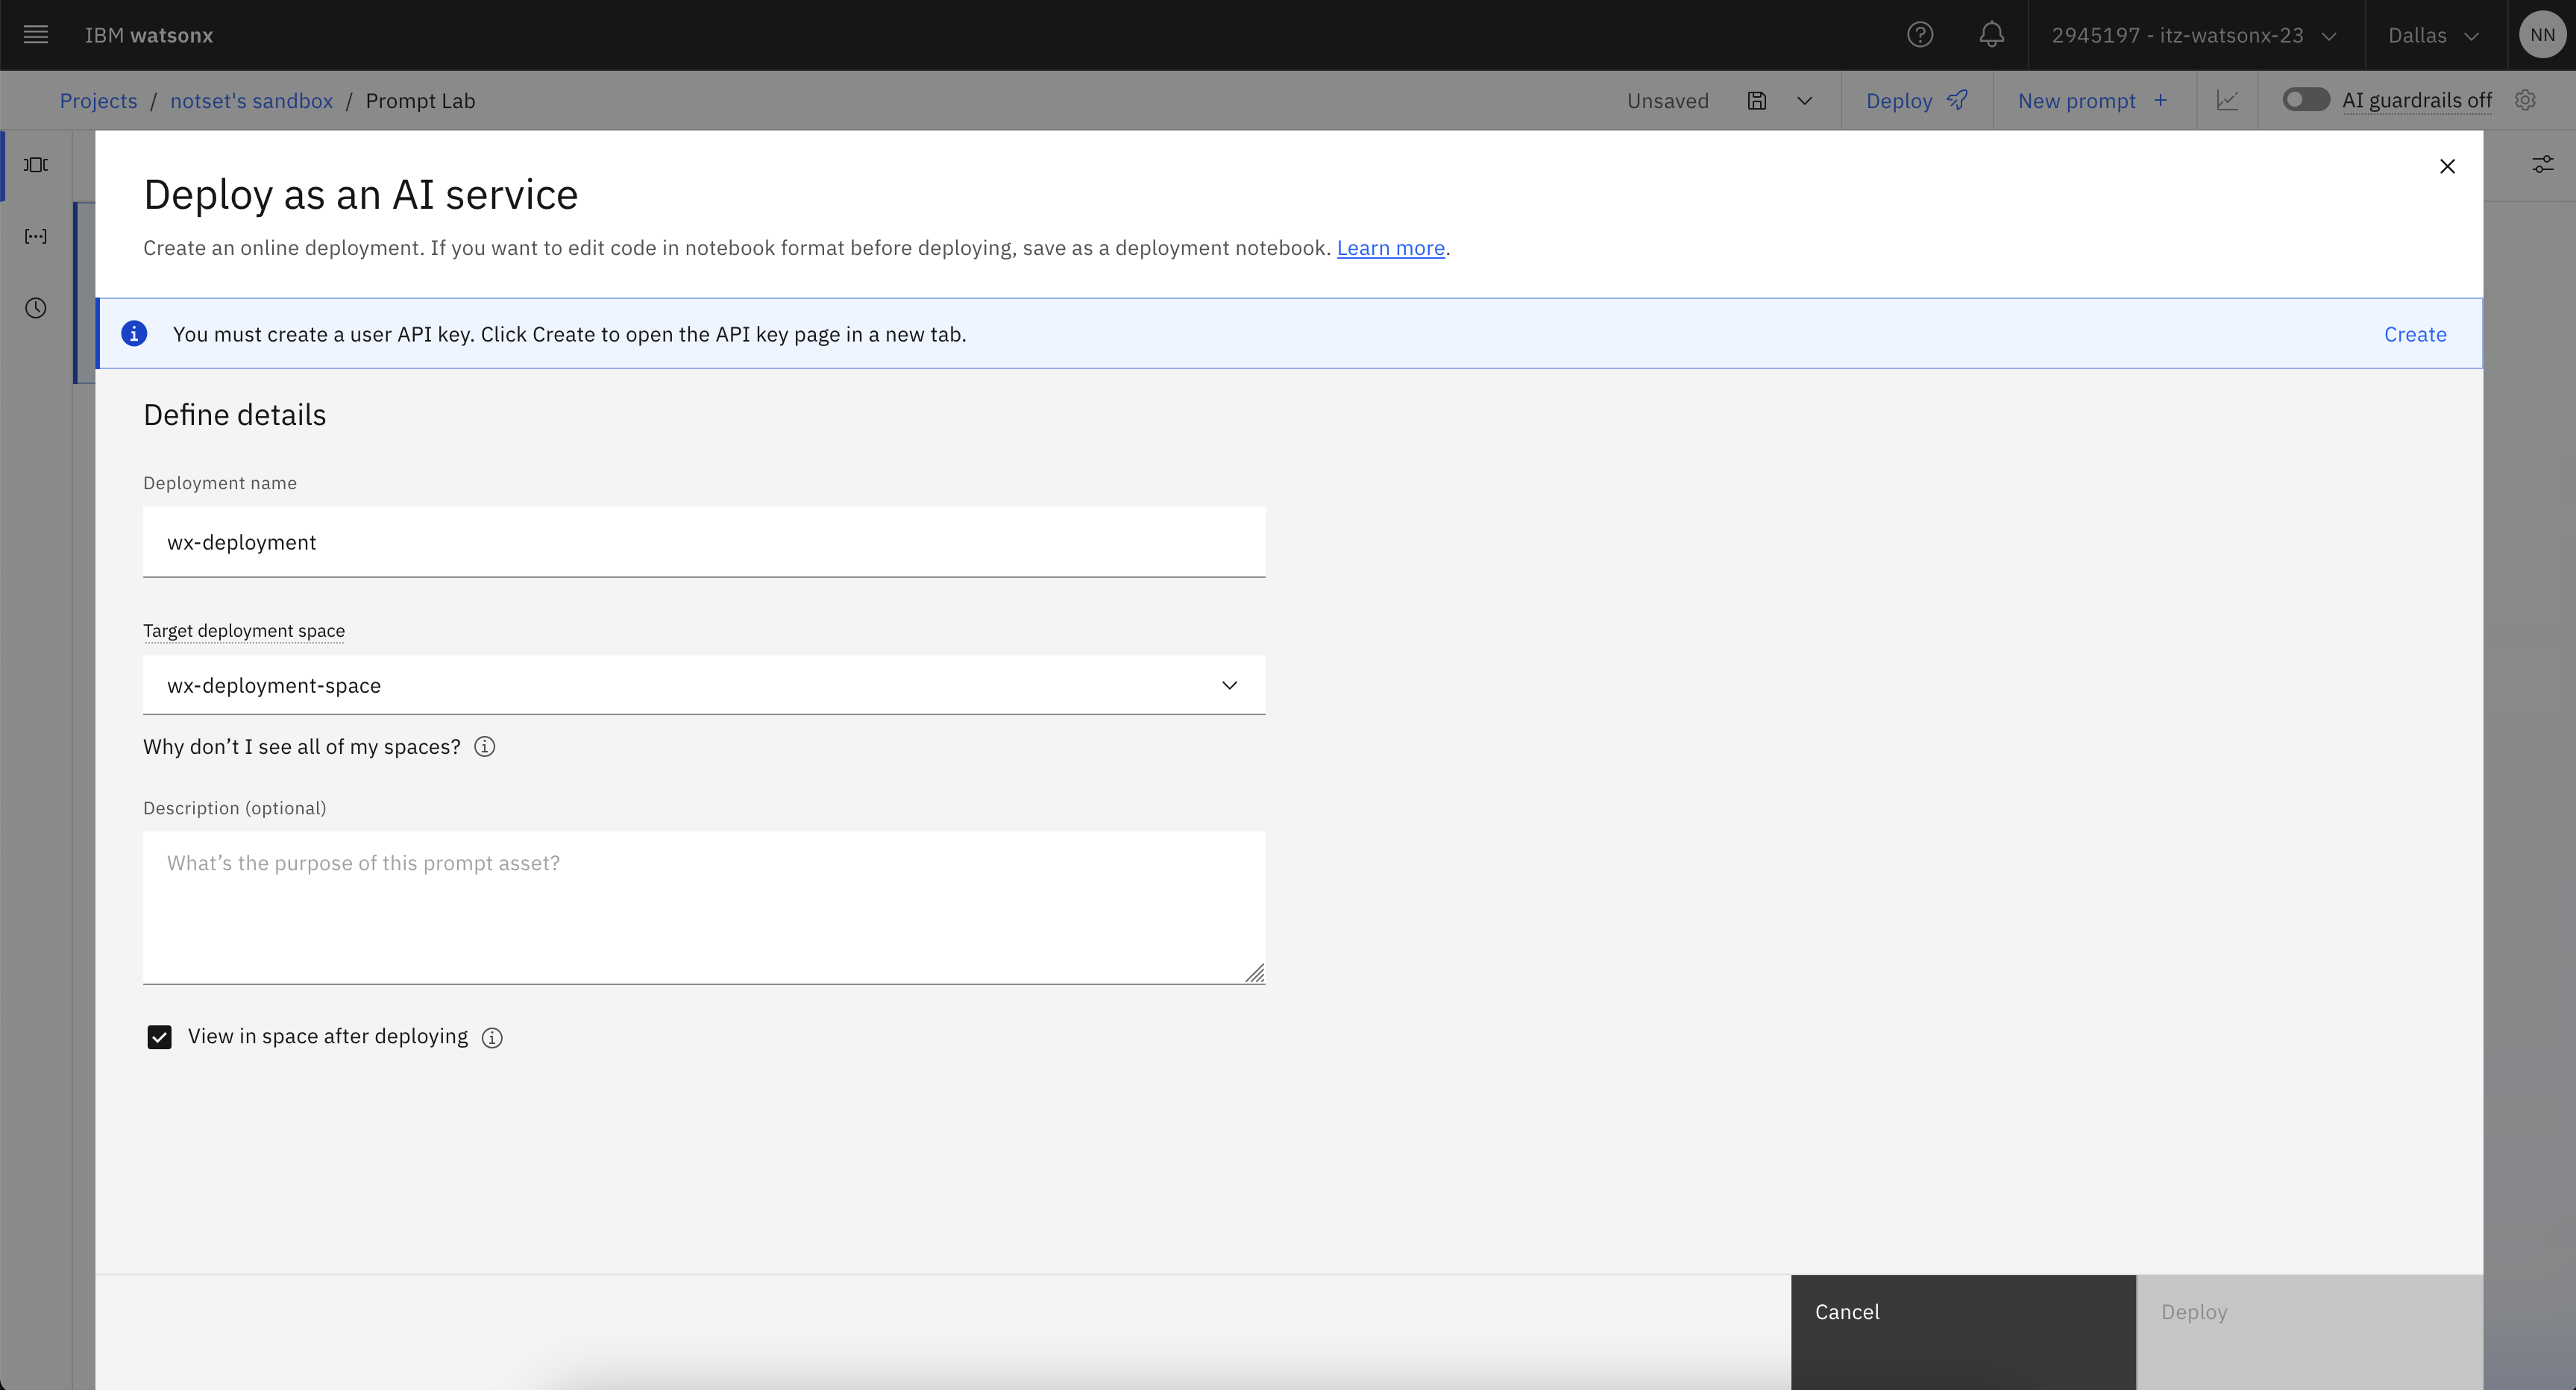 IBM watsonx
2945197 - itz-watsonx-23
Dallas
NN
Projects / notset's sandbox / Prompt Lab
Unsaved
Deploy
New prompt +
AI guardrails off
Deploy as an AI service
Create an online deployment. If you want to edit code in notebook format before deploying, save as a deployment notebook. Learn more.
You must create a user API key. Click Create to open the API key page in a new tab.
Create
Define details
Deployment name
wx-deployment
Target deployment space
wx-deployment-space
Why don’t I see all of my spaces?
Description (optional)
What’s the purpose of this prompt asset?
View in space after deploying
Cancel
Deploy